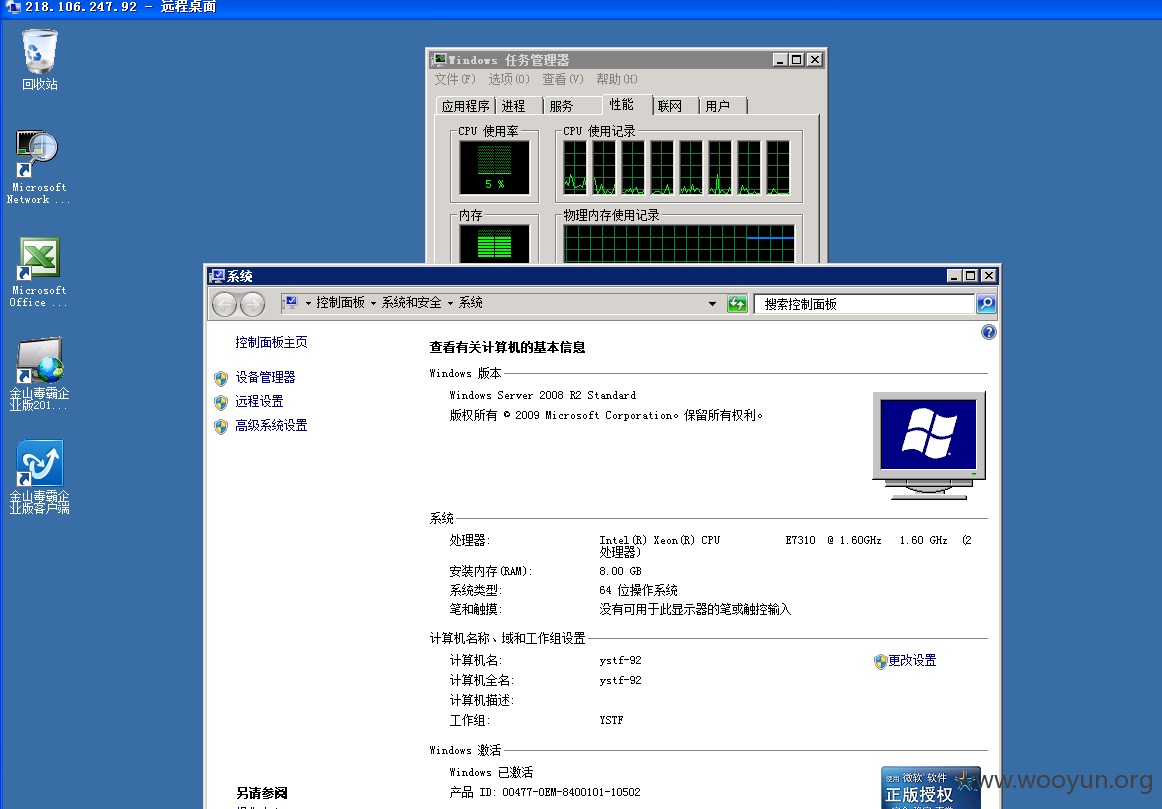 218.106.247.92 - 远程桌面
回收站
Microsoft
Network ...
Microsoft
Office ...
金山毒霸企
业版201...
金山毒霸企
业版客户端
Windows 任务管理器
文件(F) 选项(O) 查看(V) 帮助(H)
应用程序 进程 服务 性能 联网 用户
CPU 使用率 CPU 使用记录
5 %
内存 物理内存使用记录
系统
控制面板 系统和安全 系统
搜索控制面板
控制面板主页
设备管理器
远程设置
高级系统设置
另请参阅
查看有关计算机的基本信息
Windows 版本
Windows Server 2008 R2 Standard
版权所有 © 2009 Microsoft Corporation。保留所有权利。
系统
处理器: Intel(R) Xeon(R) CPU E7310 @ 1.60GHz 1.60 GHz (2
处理器)
安装内存(RAM): 8.00 GB
系统类型: 64 位操作系统
笔和触摸: 没有可用于此显示器的笔或触控输入
计算机名称、域和工作组设置
计算机名: ystf-92
更改设置
计算机全名: ystf-92
计算机描述:
工作组: YSTF
Windows 激活
Windows 已激活
产品 ID: 00477-OEM-8400101-10502
使用 微软 软件
正版授权
www.wooyun.org